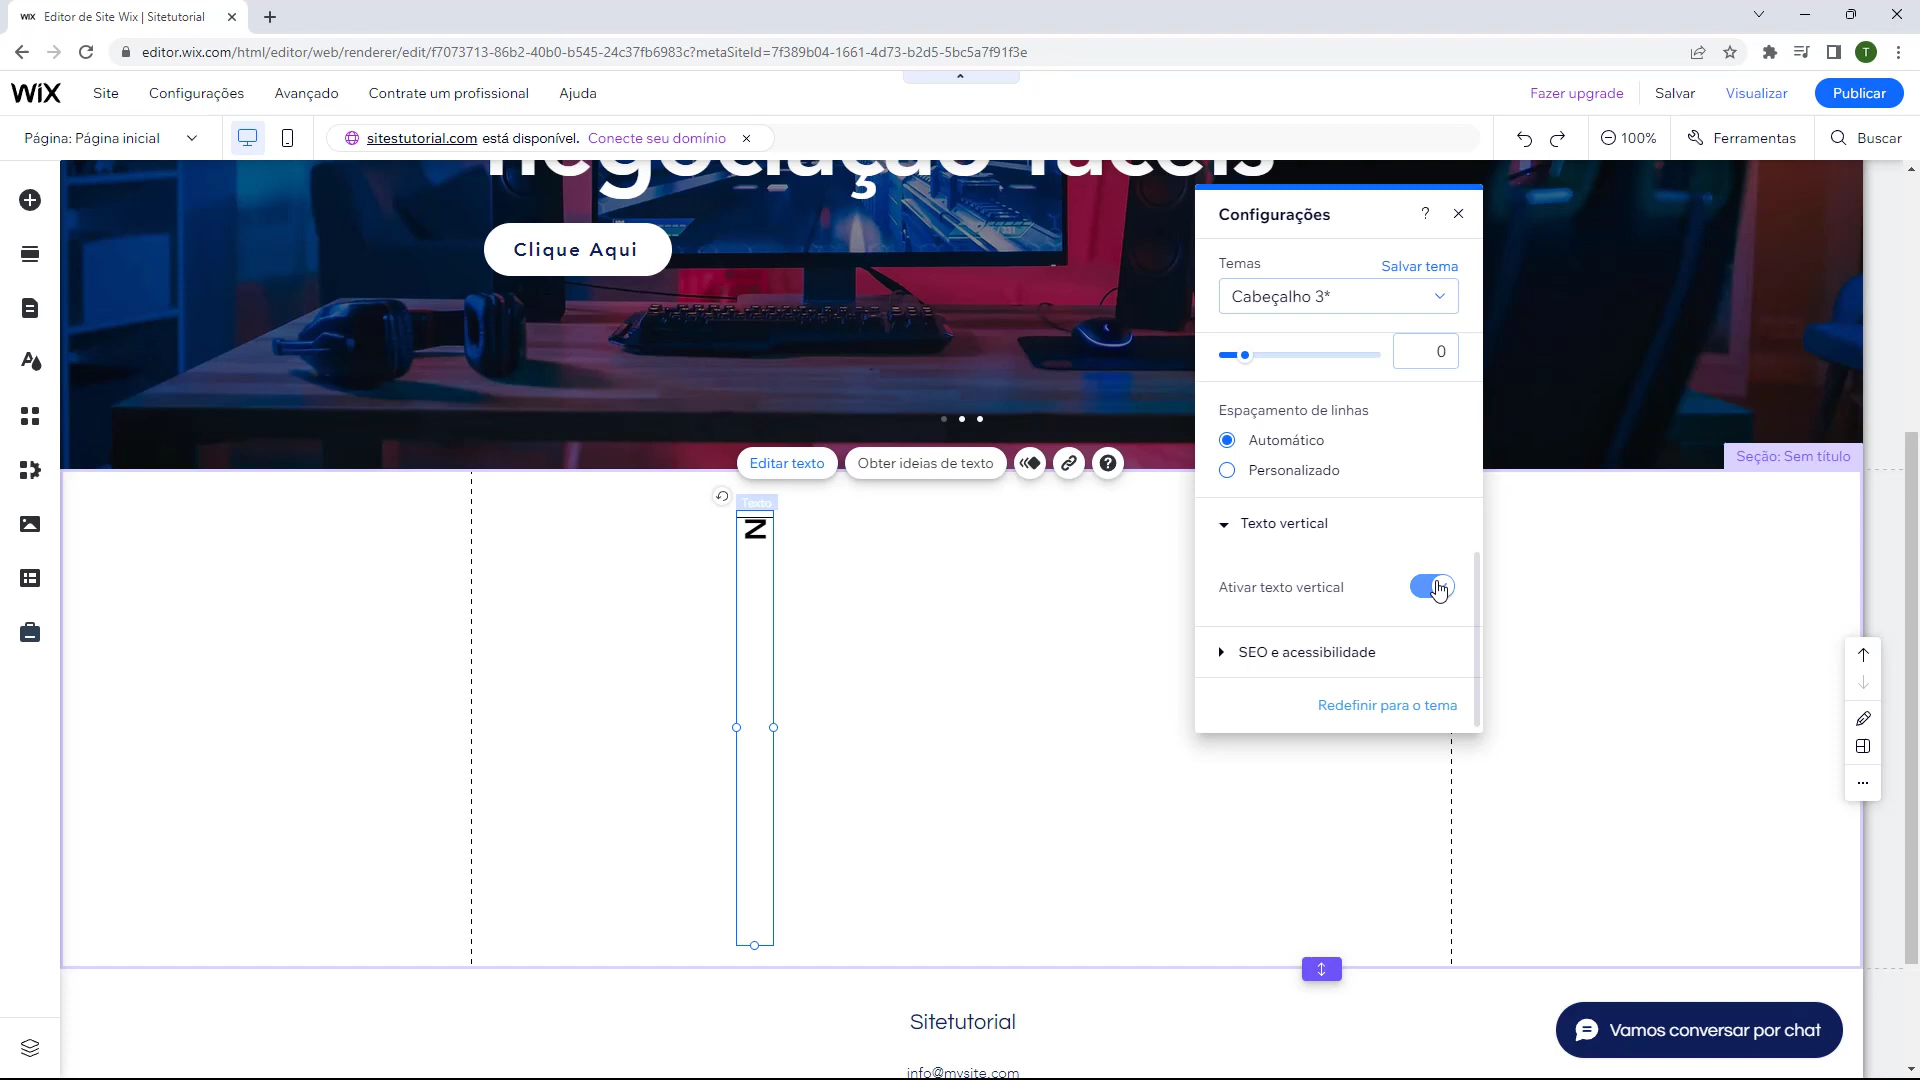 WIX Editor de Site Wix | Sitetutorial
editor.wix.com/html/editor/web/renderer/edit/f7073713-86b2-40b0-b545-24c37fb6983c?metaSiteId=7f389b04-1661-4d73-b2d5-5bc5a7f91f3e
T
WIX Site Configurações Avançado Contrate um profissional Ajuda
Fazer upgrade Salvar Visualizar Publicar
Página: Página inicial
sitestutorial.com está disponível. Conecte seu domínio
100% Ferramentas Buscar
negociação fáceis
Clique Aqui
Configurações ?
Temas Salvar tema
Cabeçalho 3*
0
Espaçamento de linhas
Automático
Personalizado
Texto vertical
Ativar texto vertical
SEO e acessibilidade
Redefinir para o tema
Seção: Sem título
Editar texto Obter ideias de texto ?
Texto
N
Sitetutorial
info@mysite.com
Vamos conversar por chat